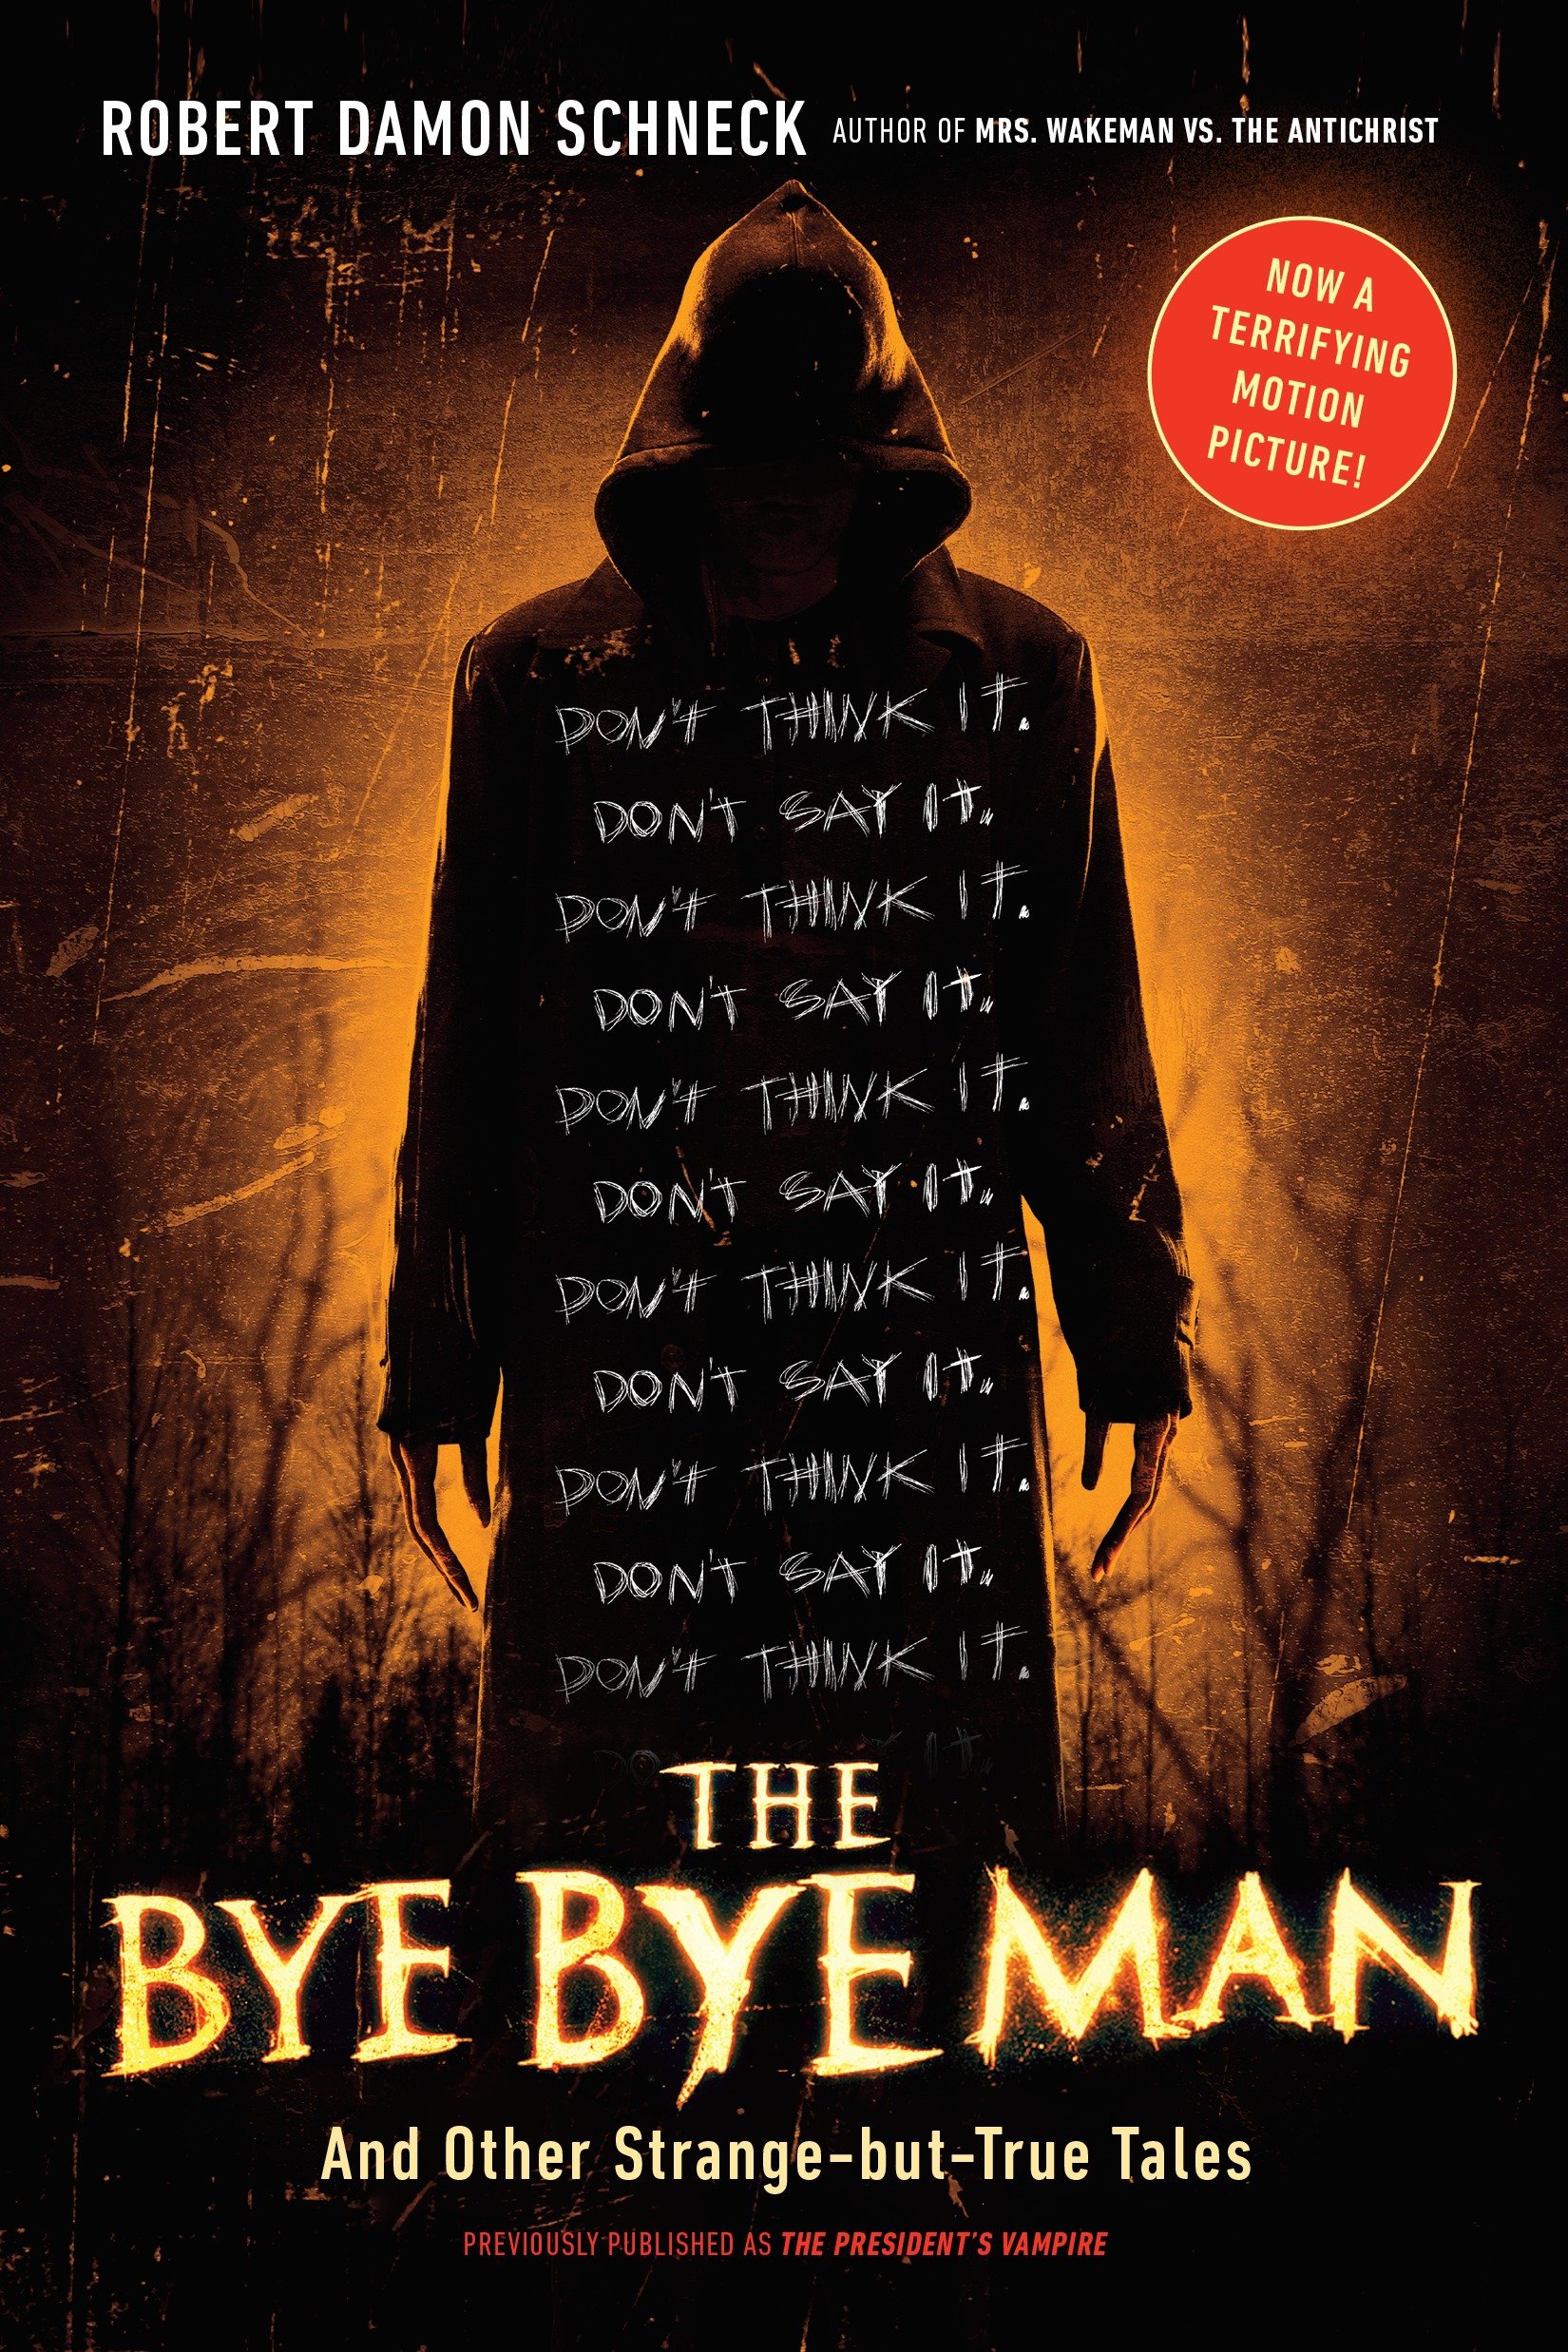 ROBERT DAMON SCHNECK AUTHOR OF MRS. WAKEMAN VS. THE ANTICHRIST
NOW A
TERRIFYING
MOTION
PICTURE!
DON'T THINK IT.
DON'T SAY IT.
DON'T THINK IT.
DON'T SAY IT.
DON'T THINK IT.
DON'T SAY IT.
DON'T THINK IT.
DON'T SAY IT.
DON'T THINK IT.
DON'T SAY IT.
DON'T THINK IT.
IT.
THE
BYE BYE MAN
And Other Strange-but-True Tales
PREVIOUSLY PUBLISHED AS THE PRESIDENT'S VAMPIRE